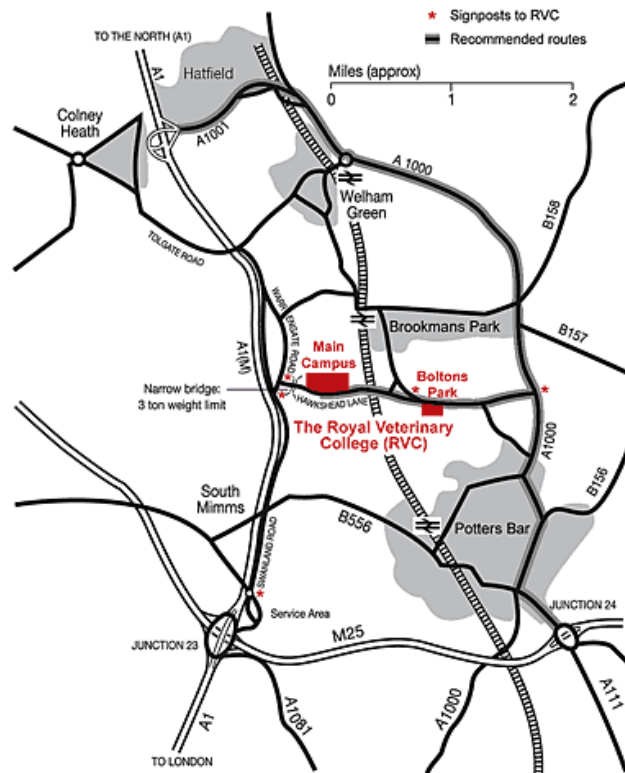 * Signposts to RVC
Recommended routes
TO THE NORTH (A1)
A1
Hatfield
Miles (approx)
0 1 2
Colney
Heath
A1001
A 1000
Welham
Green
B158
TOLGATE ROAD
WARRENGATE ROAD
A1(M)
Brookmans Park
B157
Main
Campus
Boltons
Park
Narrow bridge:
3 ton weight limit
HAWKSHEAD LANE
The Royal Veterinary
College (RVC)
A1000
South
Mimms
B556
B156
Potters Bar
SWANLAND ROAD
Service Area
JUNCTION 24
JUNCTION 23
M25
A1
A1081
A1000
A111
TO LONDON